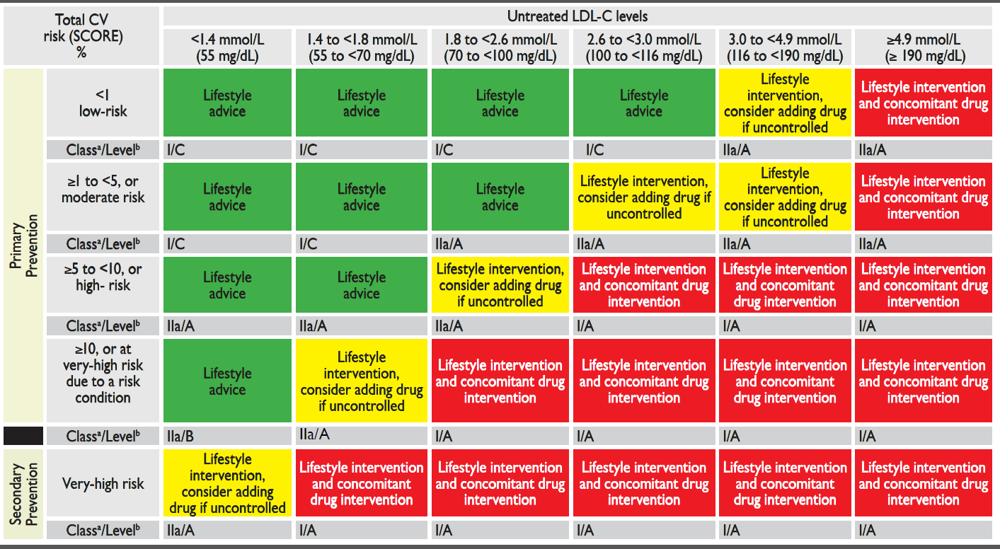 Total CV
risk (SCORE)
%
Untreated LDL-C levels
<1.4 mmol/L
(55 mg/dL)
1.4 to <1.8 mmol/L
(55 to <70 mg/dL)
1.8 to <2.6 mmol/L
(70 to <100 mg/dL)
2.6 to <3.0 mmol/L
(100 to <116 mg/dL)
3.0 to <4.9 mmol/L
(116 to <190 mg/dL)
≥4.9 mmol/L
(≥ 190 mg/dL)
Primary
Prevention
<1
low-risk
Lifestyle
advice
Lifestyle
advice
Lifestyle
advice
Lifestyle
advice
Lifestyle
intervention,
consider adding drug
if uncontrolled
Lifestyle intervention
and concomitant drug
intervention
Classᵃ/Levelᵇ
I/C
I/C
I/C
I/C
IIa/A
IIa/A
≥1 to <5, or
moderate risk
Lifestyle
advice
Lifestyle
advice
Lifestyle
advice
Lifestyle intervention,
consider adding drug if
uncontrolled
Lifestyle
intervention,
consider adding drug
if uncontrolled
Lifestyle intervention
and concomitant drug
intervention
Classᵃ/Levelᵇ
I/C
I/C
IIa/A
IIa/A
IIa/A
IIa/A
≥5 to <10, or
high- risk
Lifestyle
advice
Lifestyle
advice
Lifestyle intervention,
consider adding drug
if uncontrolled
Lifestyle intervention
and concomitant drug
intervention
Lifestyle intervention
and concomitant
drug intervention
Lifestyle intervention
and concomitant drug
intervention
Classᵃ/Levelᵇ
IIa/A
IIa/A
IIa/A
I/A
I/A
I/A
≥10, or at
very-high risk
due to a risk
condition
Lifestyle
advice
Lifestyle
intervention,
consider adding drug
if uncontrolled
Lifestyle intervention
and concomitant drug
intervention
Lifestyle intervention
and concomitant drug
intervention
Lifestyle intervention
and concomitant
drug intervention
Lifestyle intervention
and concomitant drug
intervention
Classᵃ/Levelᵇ
IIa/B
IIa/A
I/A
I/A
I/A
I/A
Secondary
Prevention
Very-high risk
Lifestyle
intervention,
consider adding
drug if uncontrolled
Lifestyle intervention
and concomitant
drug intervention
Lifestyle intervention
and concomitant drug
intervention
Lifestyle intervention
and concomitant drug
intervention
Lifestyle intervention
and concomitant
drug intervention
Lifestyle intervention
and concomitant drug
intervention
Classᵃ/Levelᵇ
IIa/A
I/A
I/A
I/A
I/A
I/A